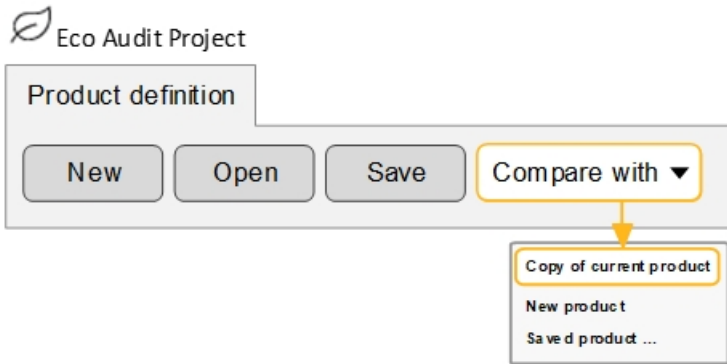 Eco Audit Project
Product definition
New Open Save Compare with
Copy of current product
New product
Saved product ...